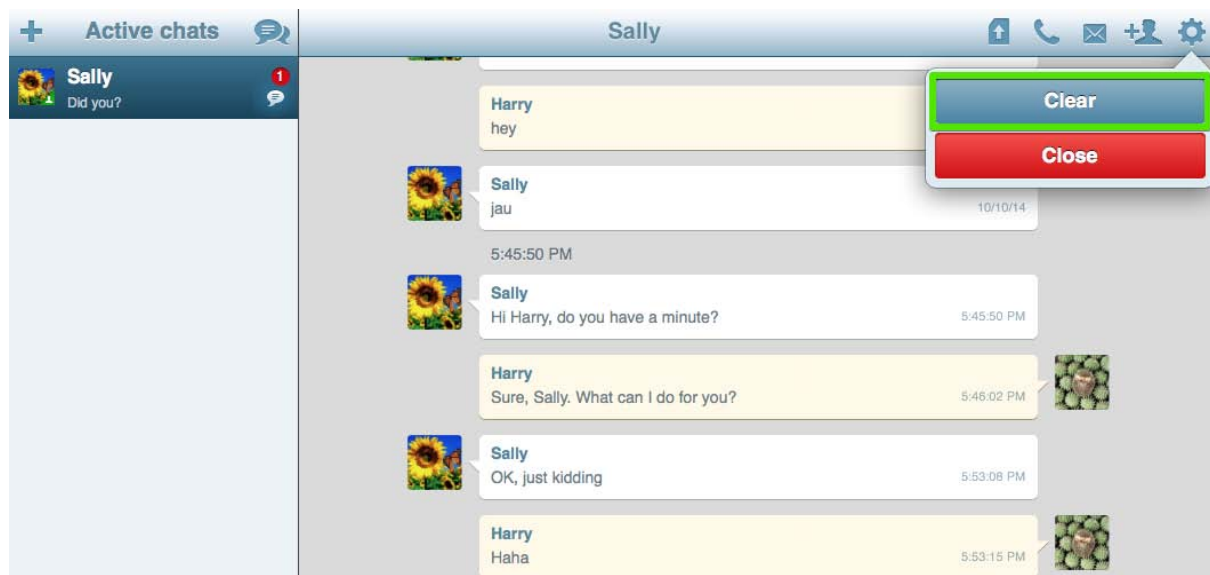 Active chats
Sally
Sally
1
Did you?
Clear
Close
Harry
hey
Sally
jau
10/10/14
5:45:50 PM
Sally
Hi Harry, do you have a minute?
5:45:50 PM
Harry
Sure, Sally. What can I do for you?
5:46:02 PM
Sally
OK, just kidding
5:53:08 PM
Harry
Haha
5:53:15 PM